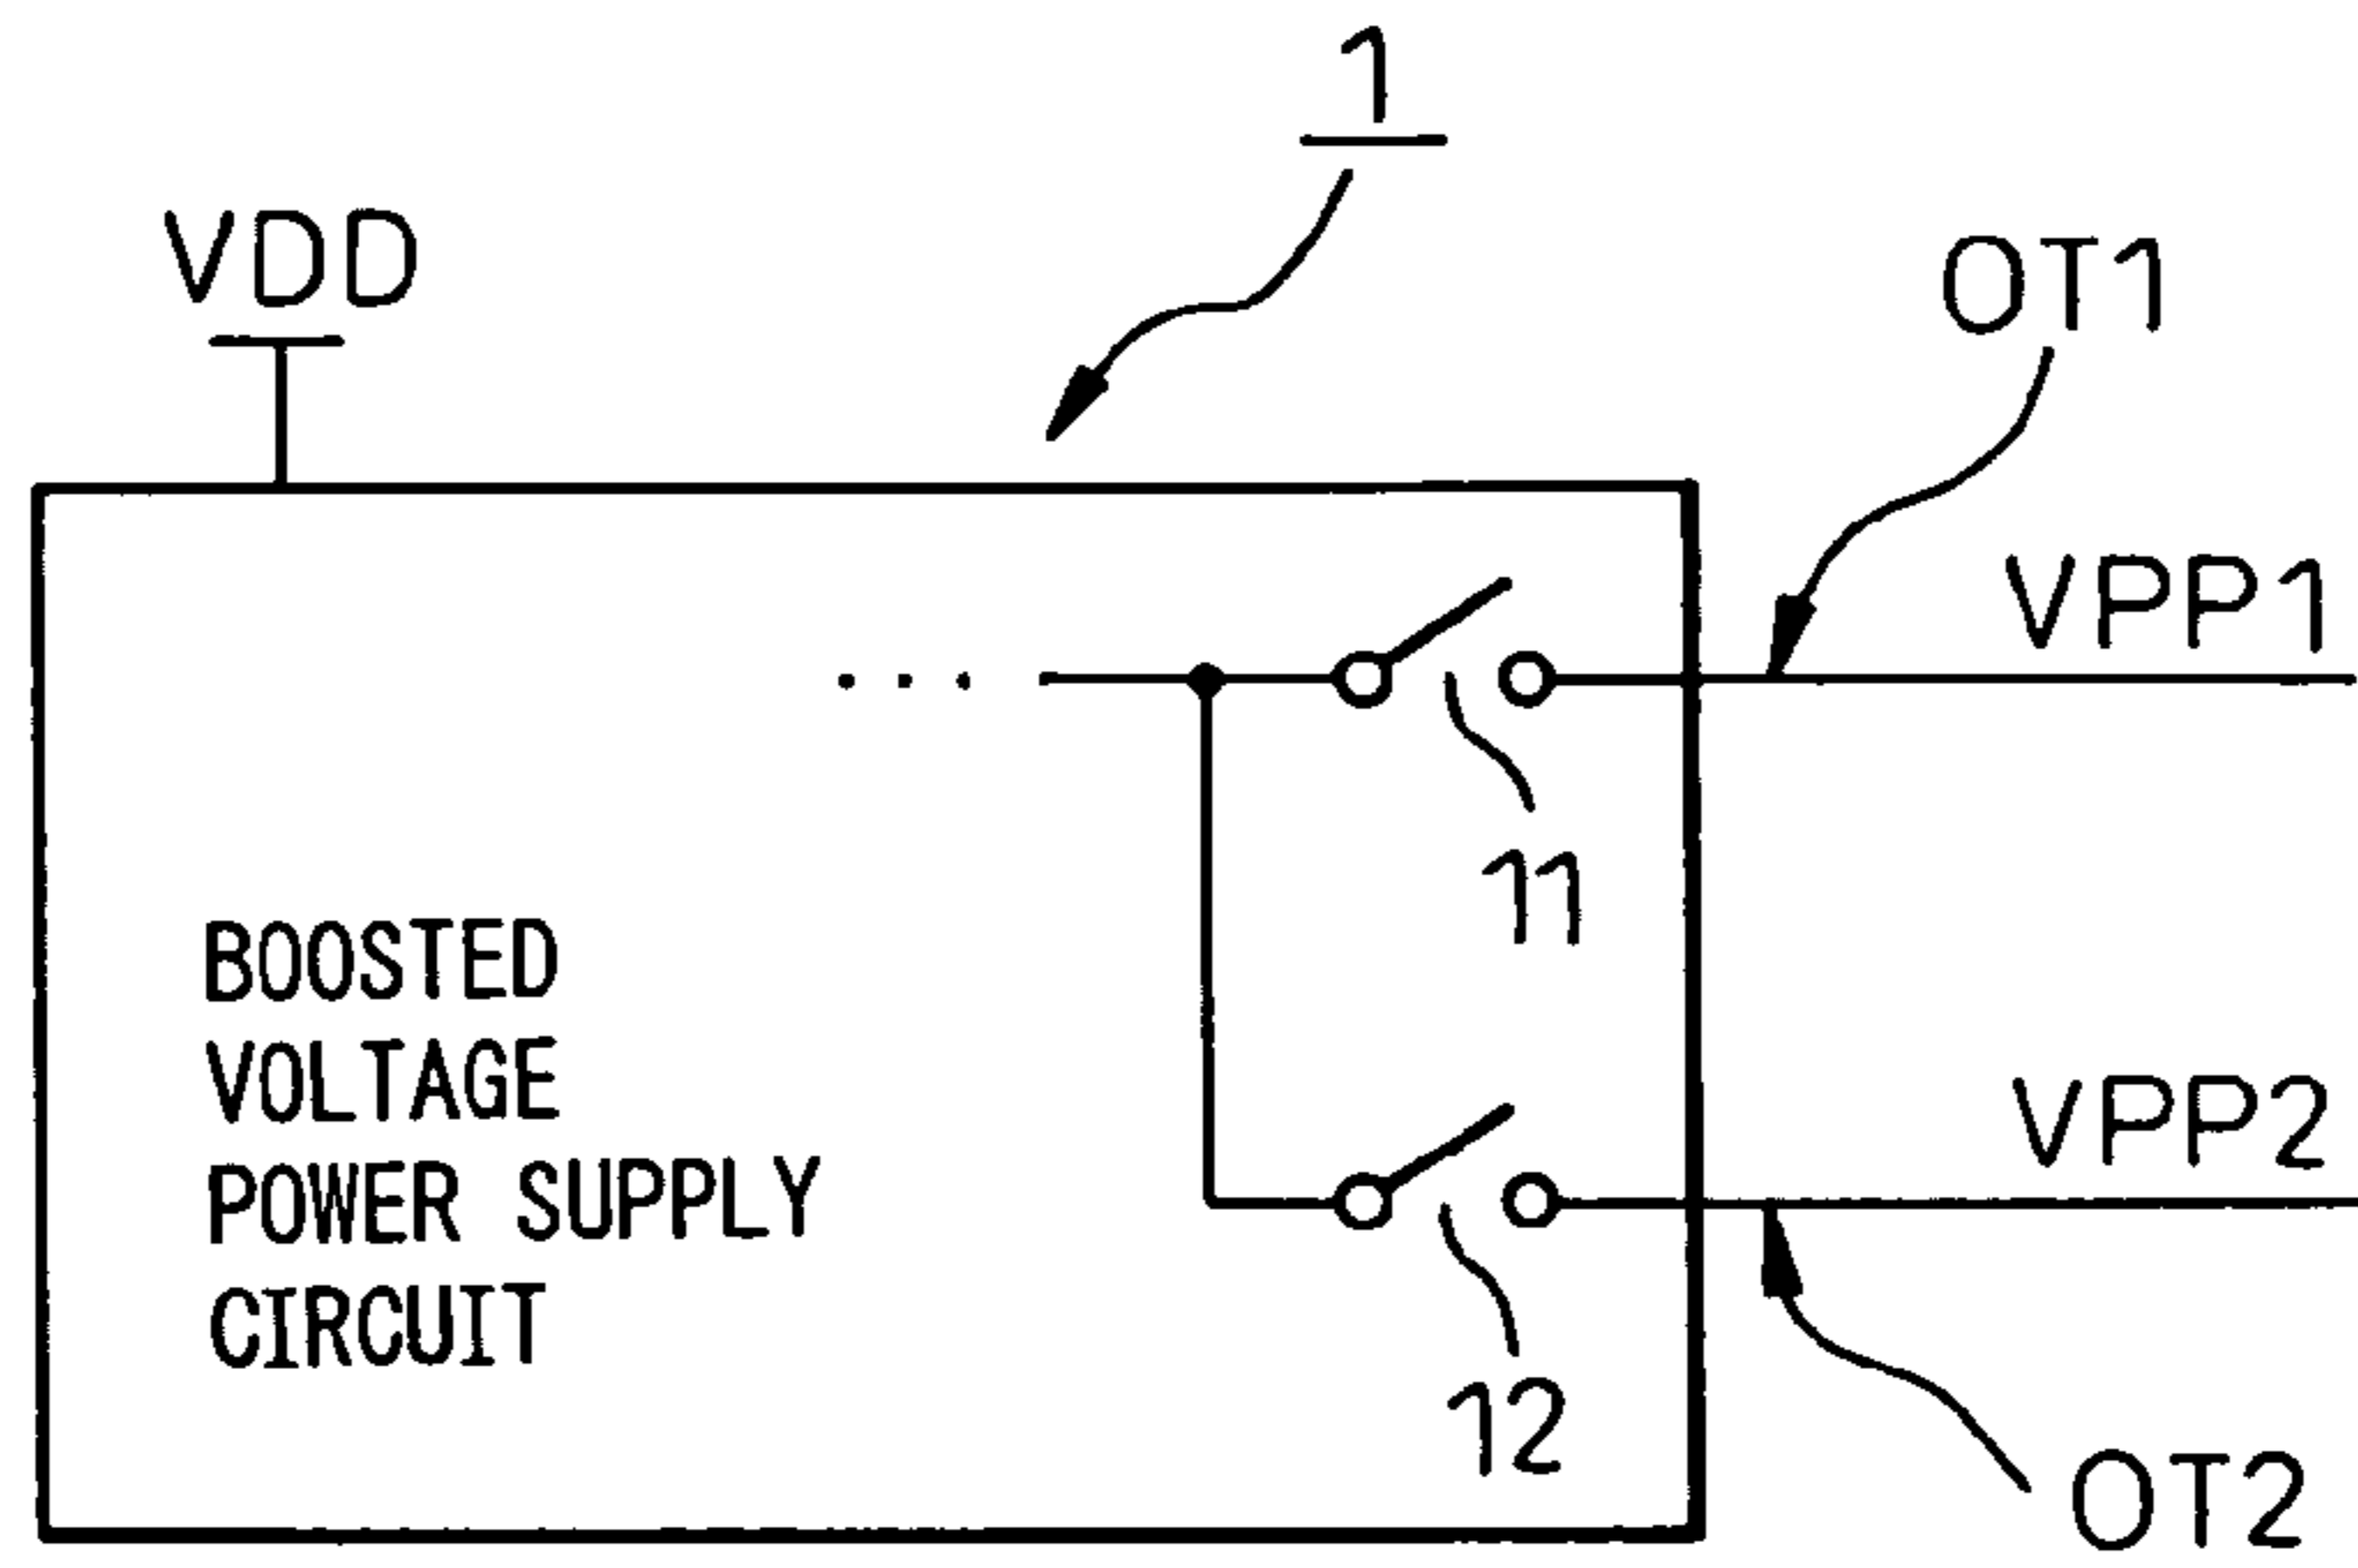 1
VDD
OT1
VPP1
11
BOOSTED
VOLTAGE
POWER SUPPLY
CIRCUIT
VPP2
12
OT2